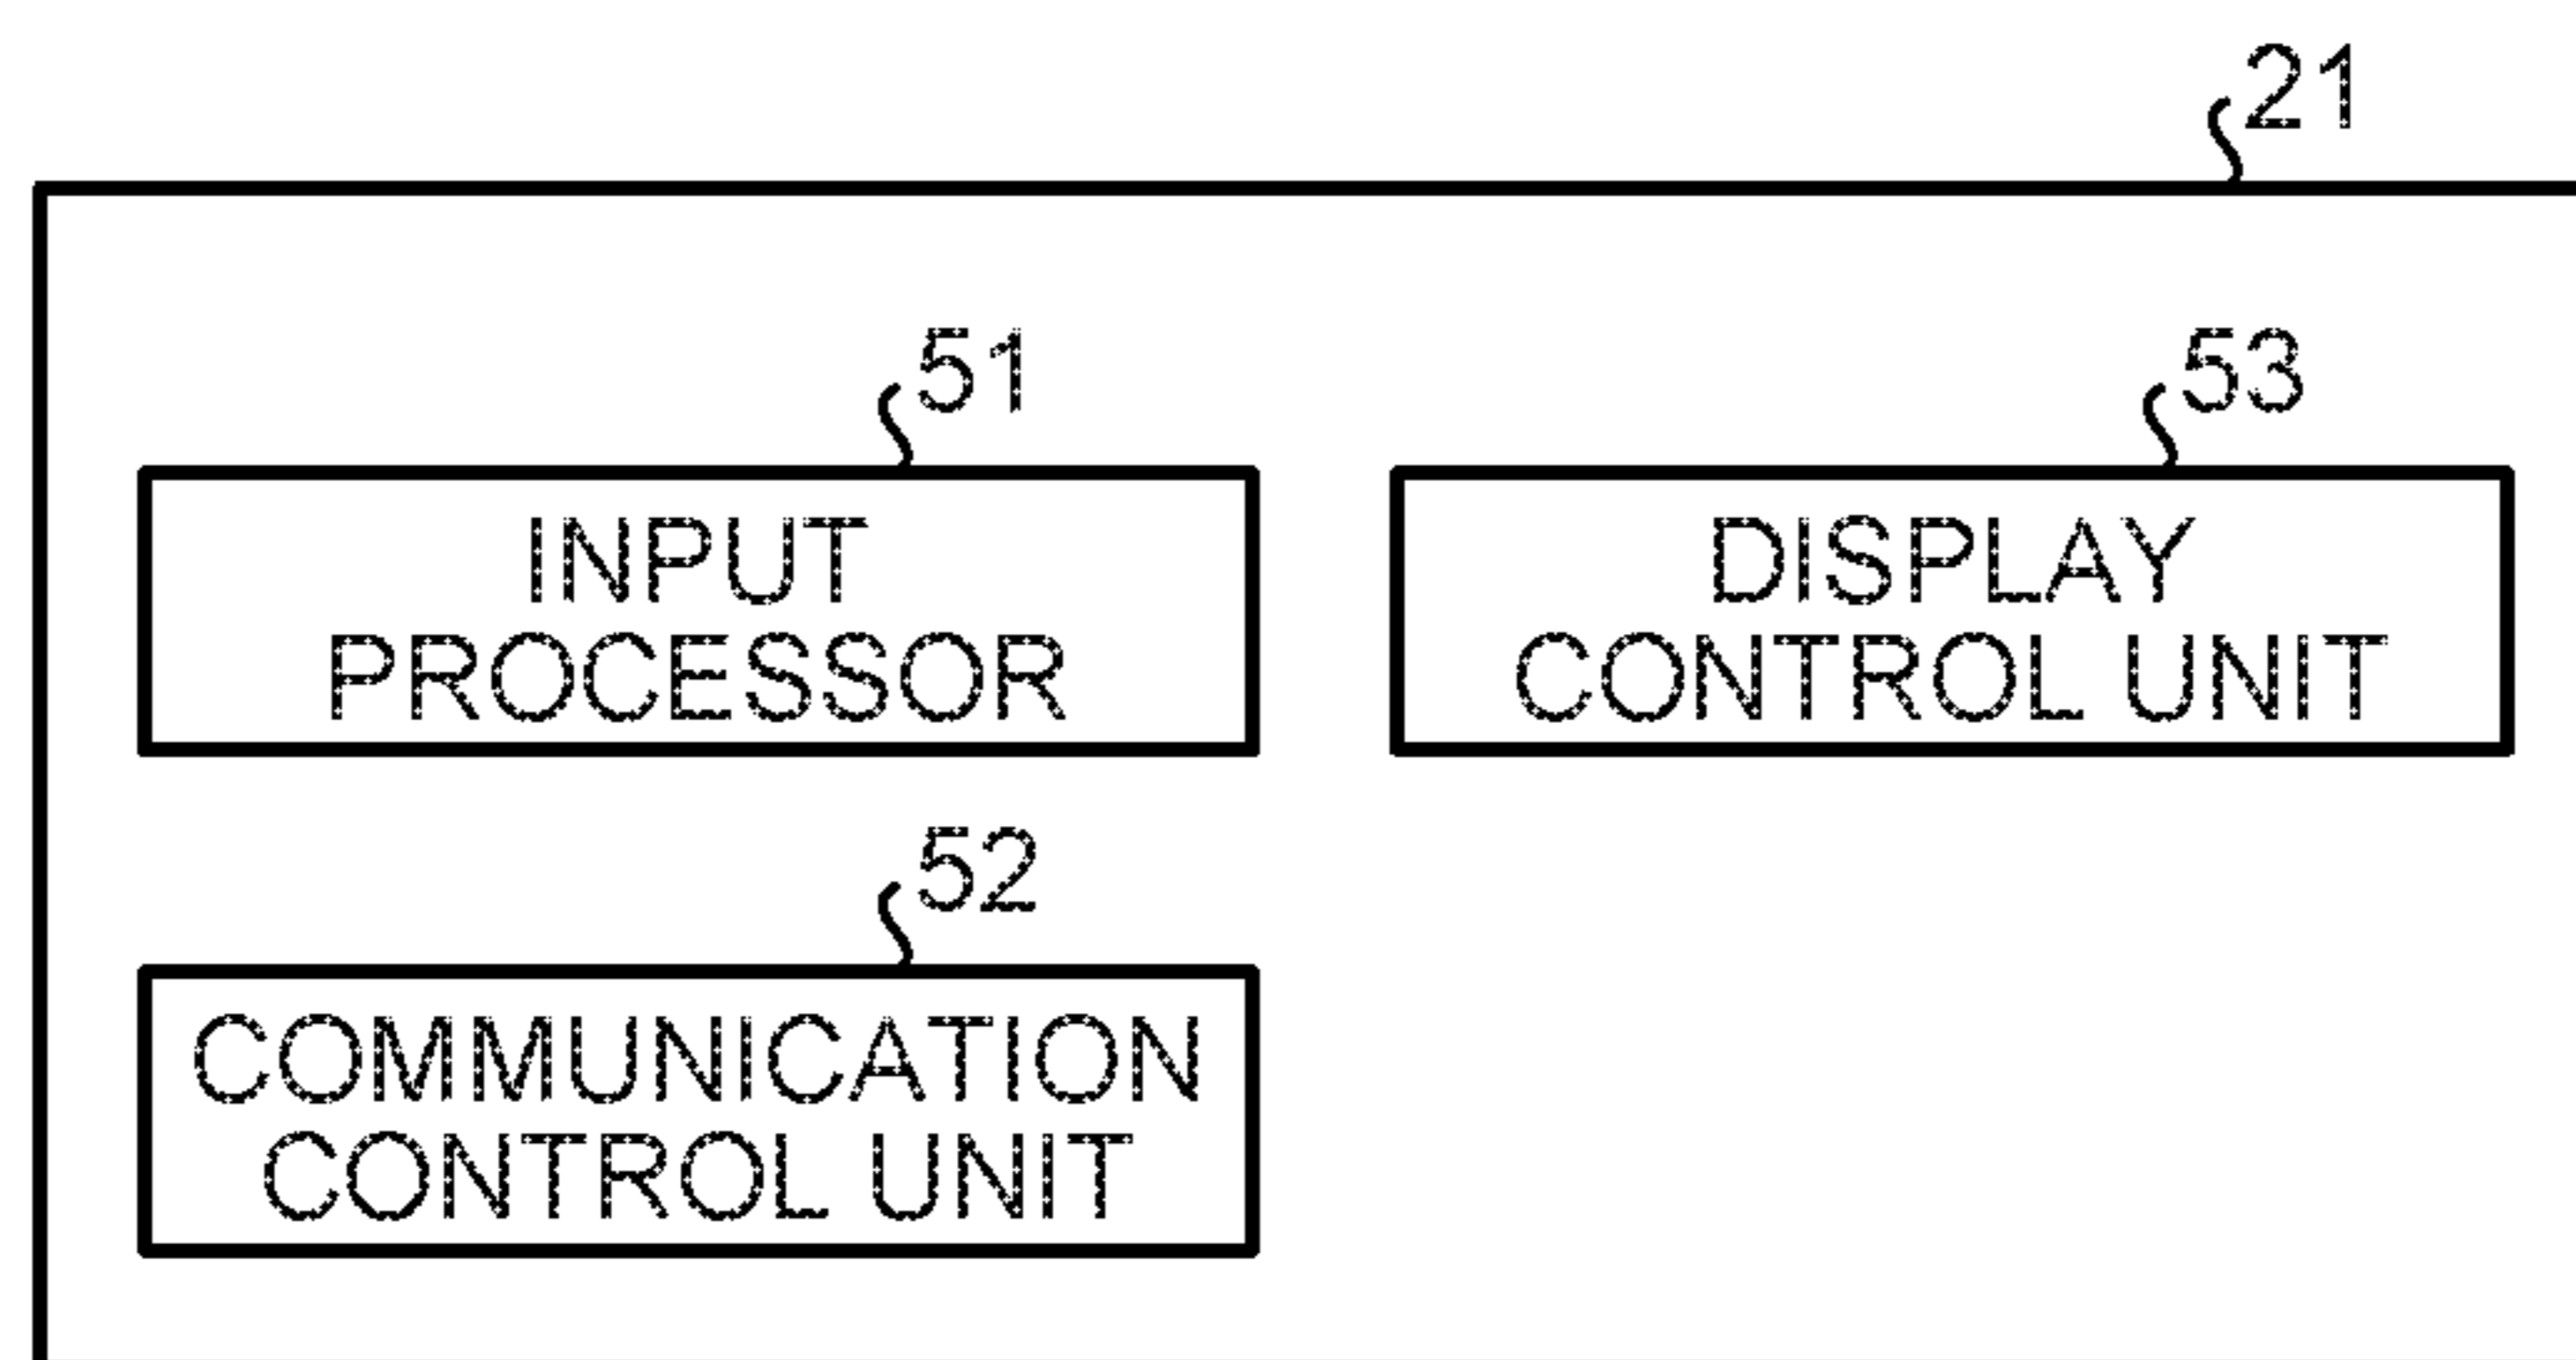 21
51
INPUT
PROCESSOR
53
DISPLAY
CONTROL UNIT
52
COMMUNICATION
CONTROL UNIT